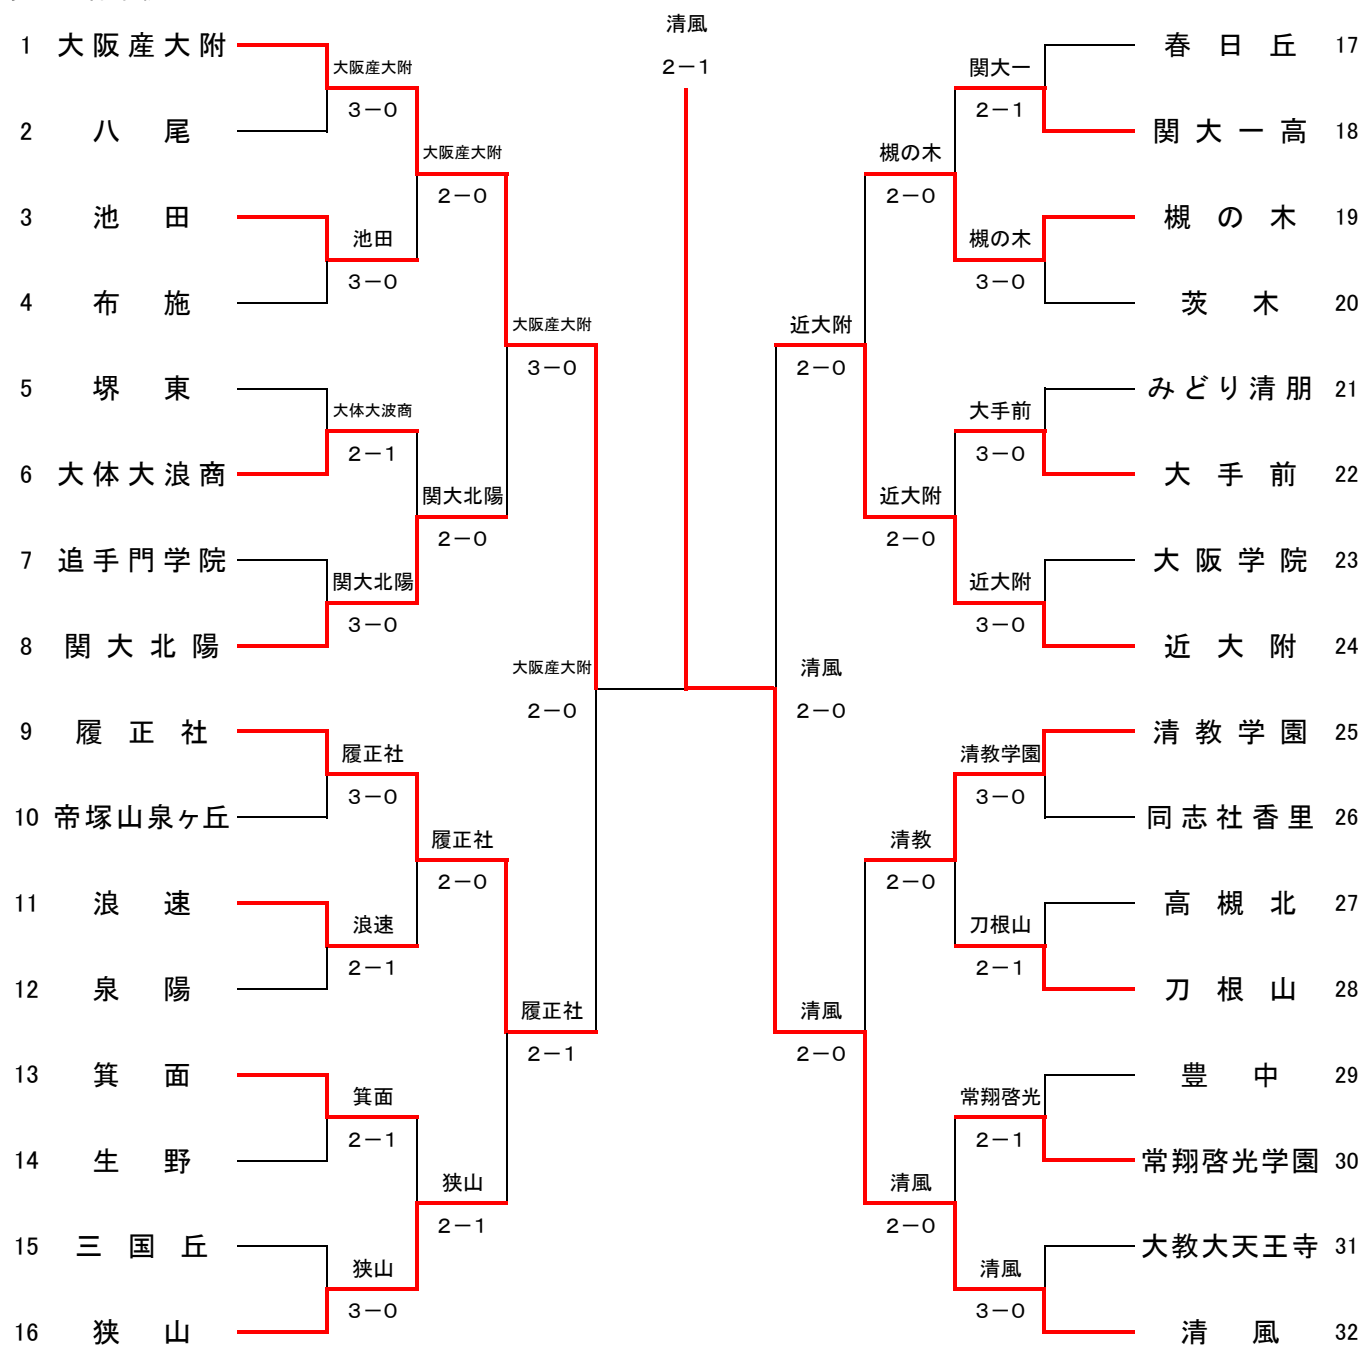 清風
2－1
1 大阪産大附
2 八尾
3 池田
4 布施
5 堺東
6 大体大浪商
7 追手門学院
8 関大北陽
9 履正社
10 帝塚山泉ヶ丘
11 浪速
12 泉陽
13 箕面
14 生野
15 三国丘
16 狭山
大阪産大附
3－0
池田
3－0
大体大波商
2－1
関大北陽
3－0
履正社
3－0
浪速
2－1
箕面
2－1
狭山
3－0
大阪産大附
2－0
関大北陽
2－0
履正社
2－0
狭山
2－1
大阪産大附
3－0
履正社
2－1
大阪産大附
2－0
清風
2－0
近大附
2－0
清風
2－0
槻の木
2－0
近大附
2－0
清教
2－0
清風
2－0
関大一
2－1
槻の木
3－0
大手前
3－0
近大附
3－0
清教学園
3－0
刀根山
2－1
常翔啓光
2－1
清風
3－0
春日丘 17
関大一高 18
槻の木 19
茨木 20
みどり清朋 21
大手前 22
大阪学院 23
近大附 24
清教学園 25
同志社香里 26
高槻北 27
刀根山 28
豊中 29
常翔啓光学園 30
大教大天王寺 31
清風 32